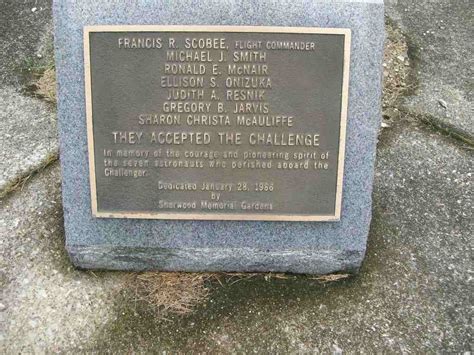 FRANCIS R. SCOBEE, FLIGHT COMMANDER
MICHAEL J. SMITH
RONALD E. McNAIR
ELLISON S. ONIZUKA
JUDITH A. RESNIK
GREGORY B. JARVIS
SHARON CHRISTA McAULIFFE
THEY ACCEPTED THE CHALLENGE
In memory of the courage and pioneering spirit of
the seven astronauts who perished aboard the
Challenger.
Dedicated January 28, 1986
by
Sherwood Memorial Gardens